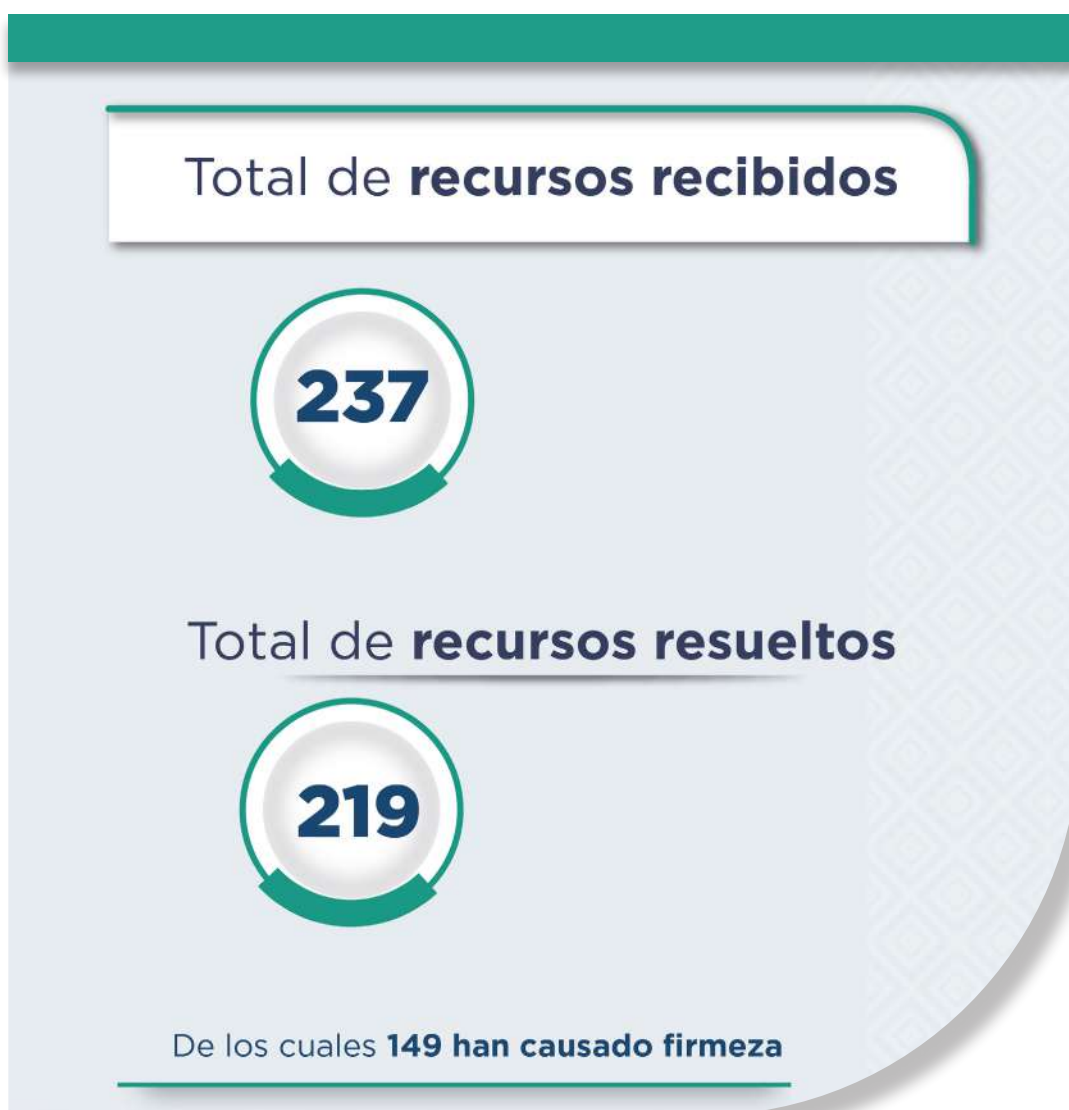 Total de recursos recibidos
237
Total de recursos resueltos
219
De los cuales 149 han causado firmeza